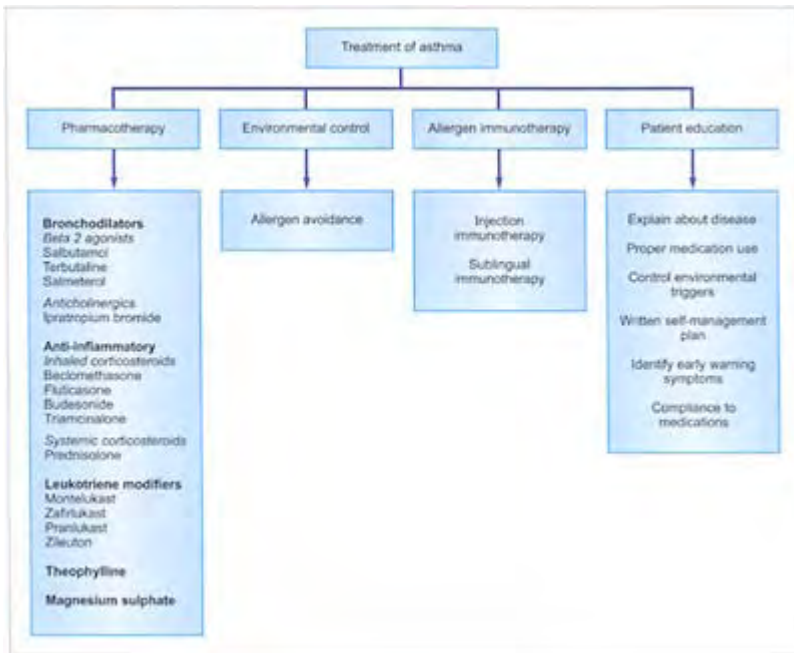 Treatment of asthma
Pharmacotherapy
Environmental control
Allergen immunotherapy
Patient education
Bronchodilators
Beta 2 agonists
Salbutamol
Terbutaline
Salmeterol
Anticholinergics
Ipratropium bromide
Anti-inflammatory
Inhaled corticosteroids
Beclomethasone
Fluticasone
Budesonide
Triamcinalone
Systemic corticosteroids
Prednisolone
Leukotriene modifiers
Montelukast
Zafirlukast
Pranlukast
Zileuton
Theophylline
Magnesium sulphate
Allergen avoidance
Injection
immunotherapy
Sublingual
immunotherapy
Explain about disease
Proper medication use
Control environmental
triggers
Written self-management
plan
Identify early warning
symptoms
Compliance to
medications